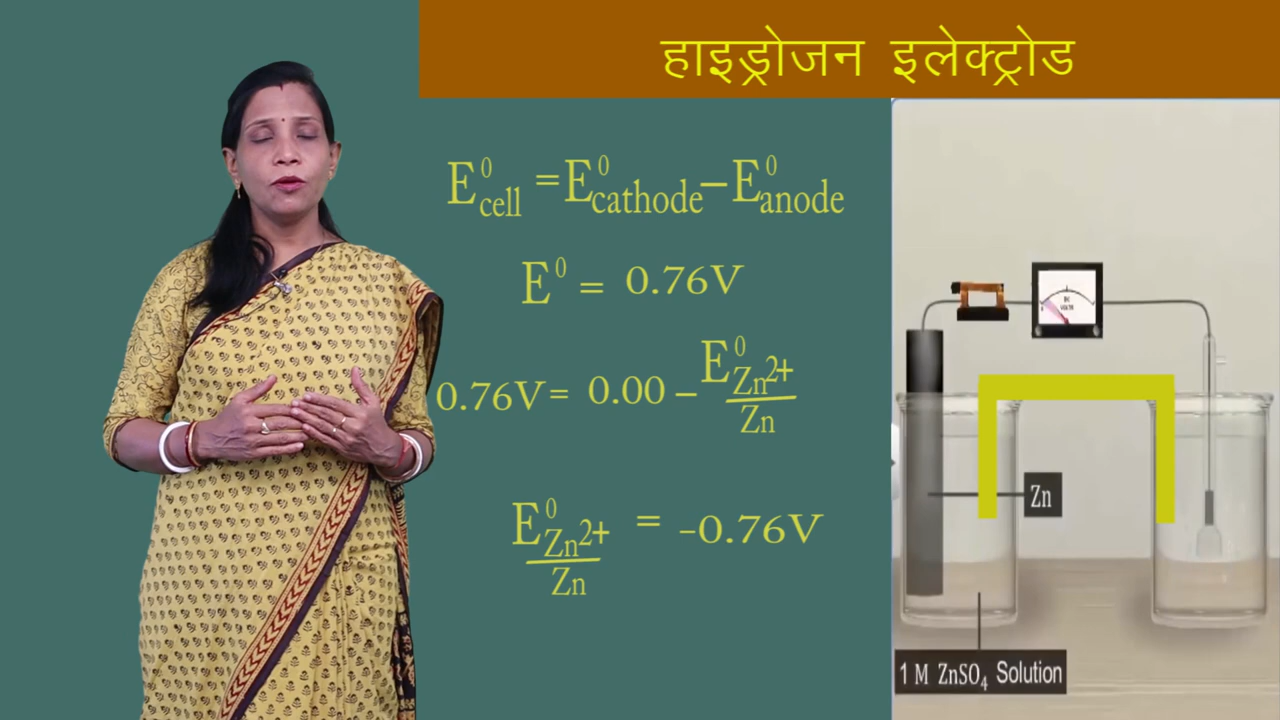 हाइड्रोजन इलेक्ट्रोड
E⁰cell = E⁰cathode – E⁰anode
E⁰ = 0.76V
0.76V = 0.00 – E⁰Zn2+/Zn
E⁰Zn2+/Zn = -0.76V
Zn
1 M ZnSO₄ Solution